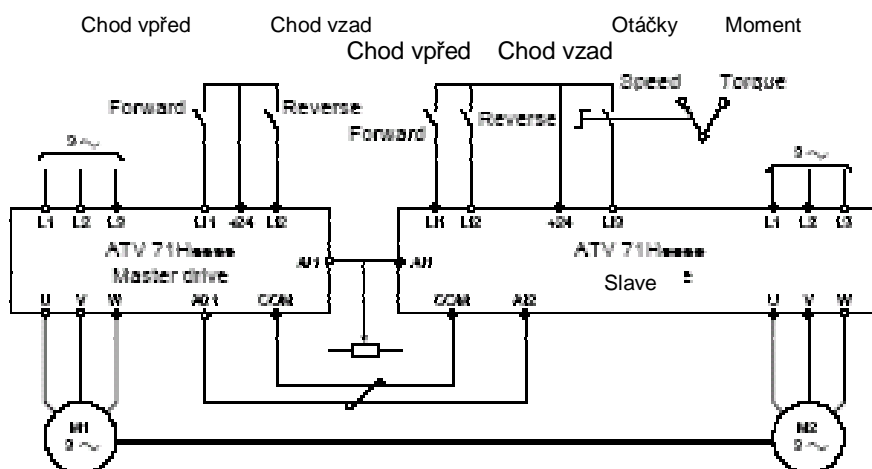 Chod vpřed Chod vzad Otáčky Moment
Chod vpřed Chod vzad
Speed Torque
Forward Reverse Reverse
Forward
L1 L2 L3 LI1 +24 LI2 LI1 LI2 +24 LI3 L1 L2 L3
ATV 71H ATV 71H
AI1 AI1
Master drive Slave
U V W AO1 COM COM AI2 U V W
M1 M2
3 3